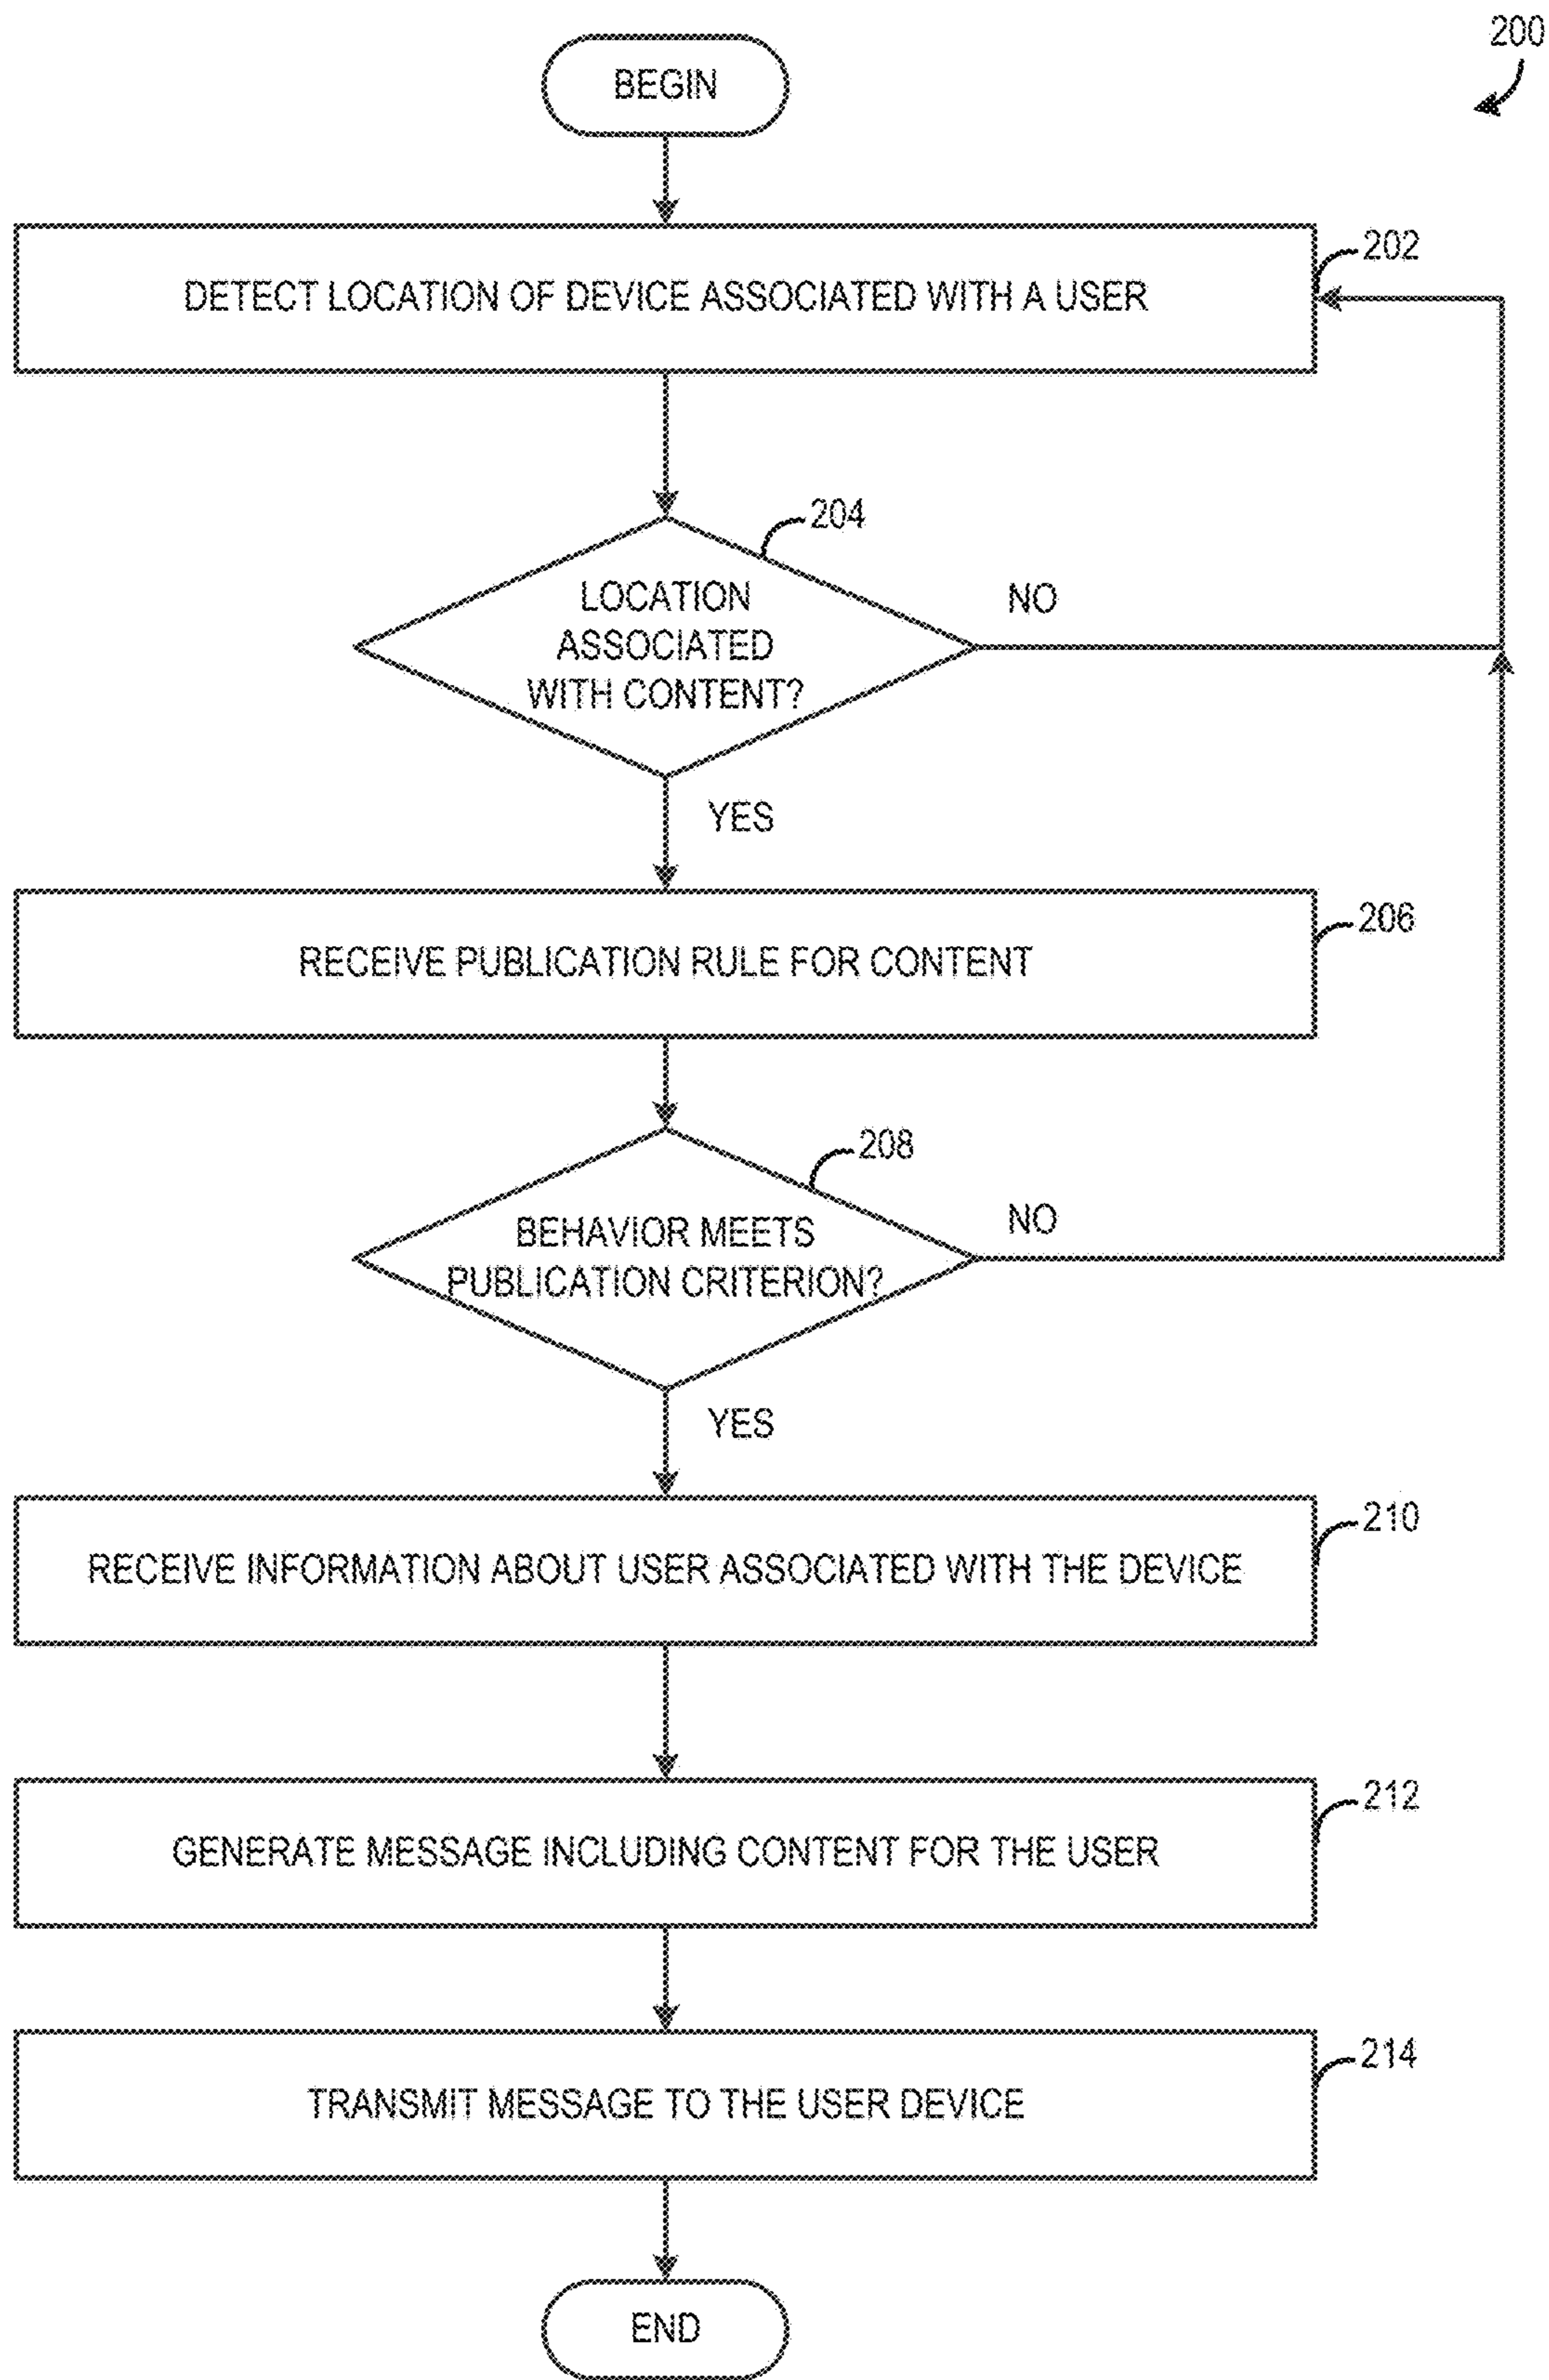 200
BEGIN
202
DETECT LOCATION OF DEVICE ASSOCIATED WITH A USER
204
LOCATION
ASSOCIATED
WITH CONTENT?
NO
YES
206
RECEIVE PUBLICATION RULE FOR CONTENT
208
BEHAVIOR MEETS
PUBLICATION CRITERION?
NO
YES
210
RECEIVE INFORMATION ABOUT USER ASSOCIATED WITH THE DEVICE
212
GENERATE MESSAGE INCLUDING CONTENT FOR THE USER
214
TRANSMIT MESSAGE TO THE USER DEVICE
END